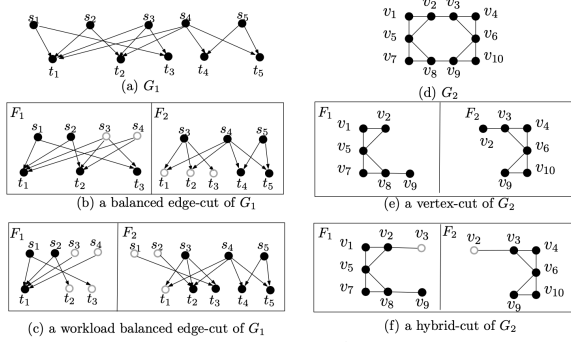 s1 s2 s3 s4 s5
t1 t2 t3 t4 t5
(a) G1
v1 v2 v3 v4
v5 v6
v7 v8 v9 v10
(d) G2
F1 s1 s2 s3 s4
t1 t2 t3
F2 s3 s4 s5
t1 t2 t3 t4 t5
(b) a balanced edge-cut of G1
F1 v1 v2
v5
v7 v8 v9
F2 v3 v4
v2
v6
v9 v10
(e) a vertex-cut of G2
F1 s1 s2 s3 s4
t1 t2 t3
F2 s1 s2 s3 s4 s5
t1 t2 t3 t4 t5
(c) a workload balanced edge-cut of G1
F1 v1 v2 v3
v5
v7 v8 v9
F2 v2 v3 v4
v6
v9 v10
(f) a hybrid-cut of G2